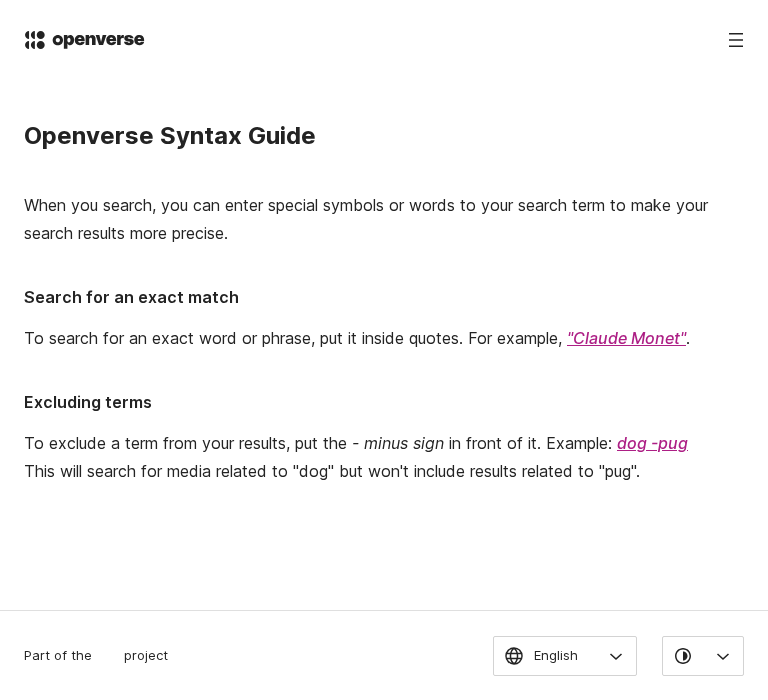 openverse
Openverse Syntax Guide
When you search, you can enter special symbols or words to your search term to make your
search results more precise.
Search for an exact match
To search for an exact word or phrase, put it inside quotes. For example, "Claude Monet".
Excluding terms
To exclude a term from your results, put the - minus sign in front of it. Example: dog -pug
This will search for media related to "dog" but won't include results related to "pug".
Part of the project
English